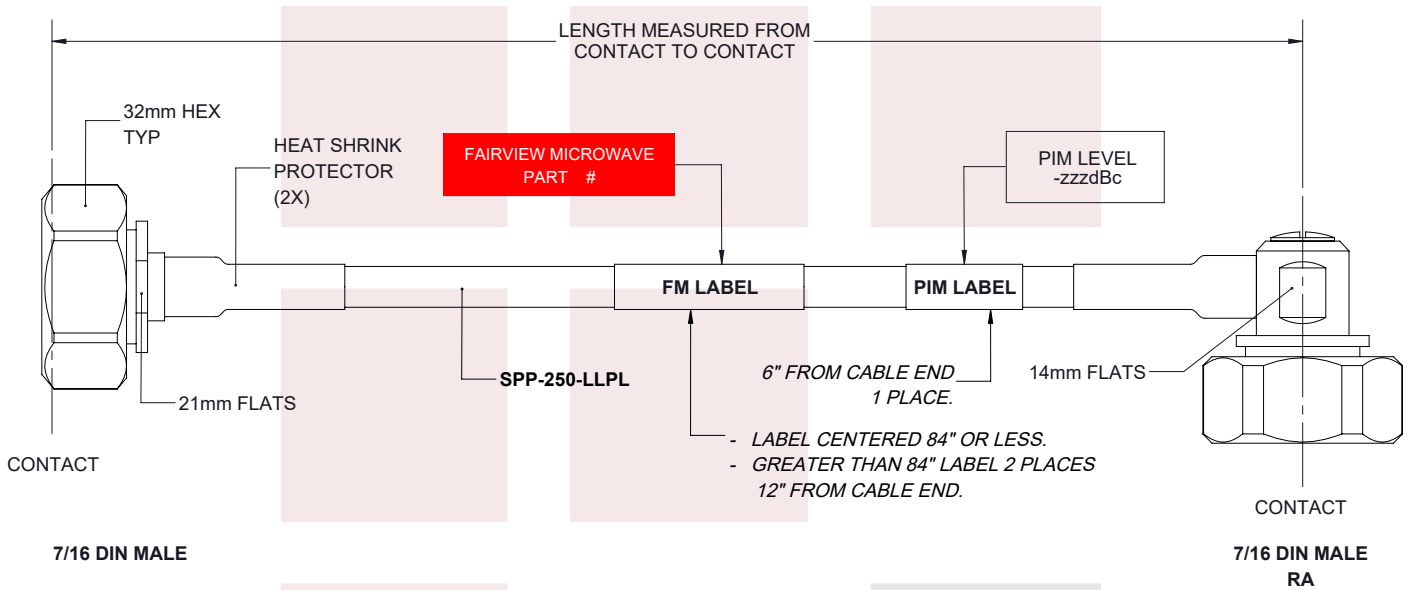 LENGTH MEASURED FROM
CONTACT TO CONTACT
32mm HEX
TYP
HEAT SHRINK
PROTECTOR
(2X)
FAIRVIEW MICROWAVE
PART #
PIM LEVEL
-zzzdBc
FM LABEL
PIM LABEL
SPP-250-LLPL
6" FROM CABLE END
1 PLACE.
14mm FLATS
21mm FLATS
- LABEL CENTERED 84" OR LESS.
- GREATER THAN 84" LABEL 2 PLACES
12" FROM CABLE END.
CONTACT
CONTACT
7/16 DIN MALE
7/16 DIN MALE
RA